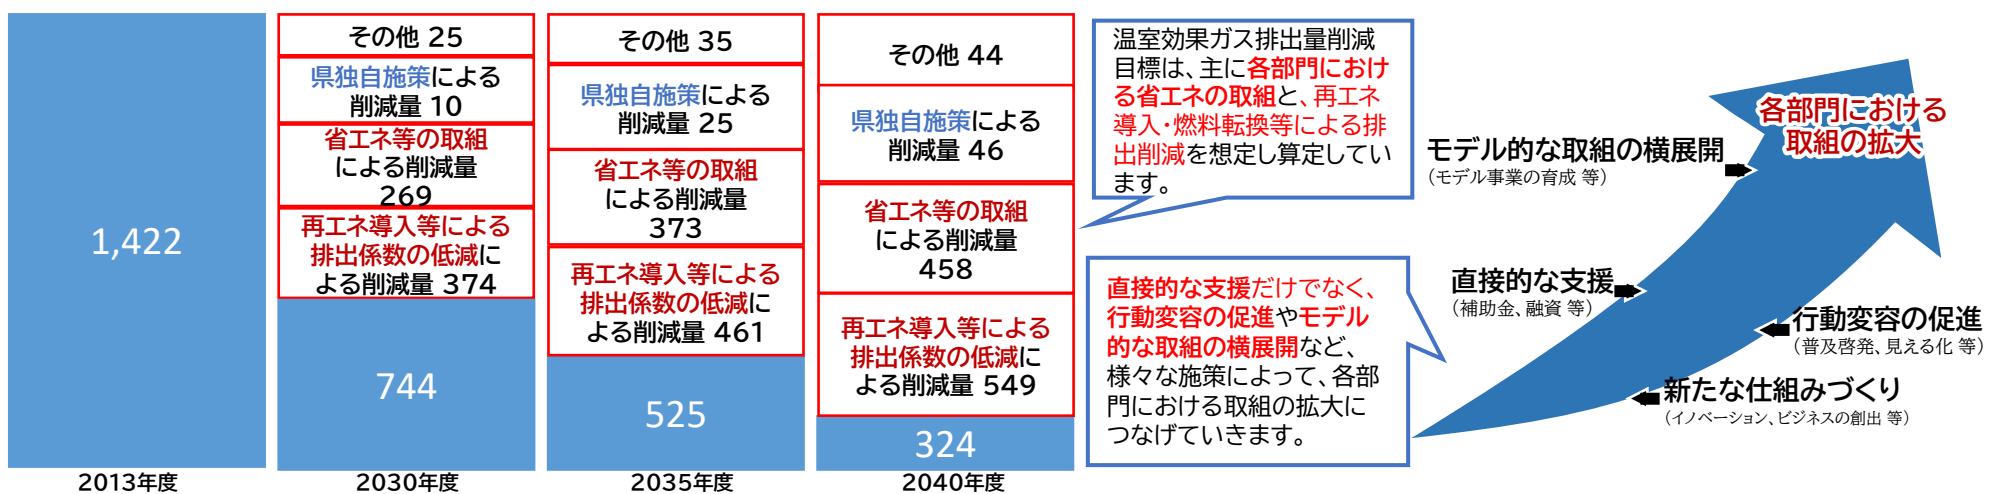 1,422
2013年度
その他 25
県独自施策による
削減量 10
省エネ等の取組
による削減量
269
再エネ導入等による
排出係数の低減に
よる削減量 374
744
2030年度
その他 35
県独自施策による
削減量 25
省エネ等の取組
による削減量
373
再エネ導入等による
排出係数の低減に
よる削減量 461
525
2035年度
その他 44
県独自施策による
削減量 46
省エネ等の取組
による削減量
458
再エネ導入等による
排出係数の低減に
よる削減量 549
324
2040年度
温室効果ガス排出量削減
目標は、主に各部門におけ
る省エネの取組と、再エネ
導入・燃料転換等による排
出削減を想定し算定してい
ます。
直接的な支援だけでなく、
行動変容の促進やモデル
的な取組の横展開など、
様々な施策によって、各部
門における取組の拡大に
つなげていきます。
各部門における
取組の拡大
モデル的な取組の横展開
（モデル事業の育成 等）
直接的な支援
（補助金、融資 等）
行動変容の促進
（普及啓発、見える化 等）
新たな仕組みづくり
（イノベーション、ビジネスの創出 等）